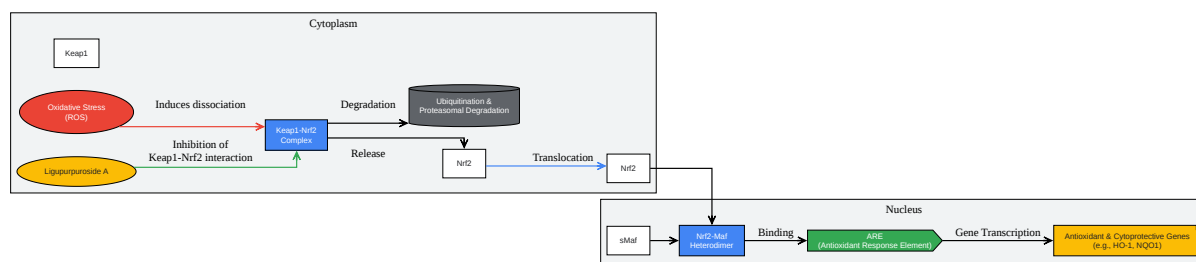 Cytoplasm
Keap1
Oxidative Stress
(ROS)
Induces dissociation
Degradation
Ubiquitination &
Proteasomal Degradation
Keap1-Nrf2
Complex
Inhibition of
Keap1-Nrf2 interaction
Release
Ligupurpuroside A
Nrf2
Translocation
Nrf2
Nucleus
sMaf
Nrf2-Maf
Heterodimer
Binding
ARE
(Antioxidant Response Element)
Gene Transcription
Antioxidant & Cytoprotective Genes
(e.g., HO-1, NQO1)